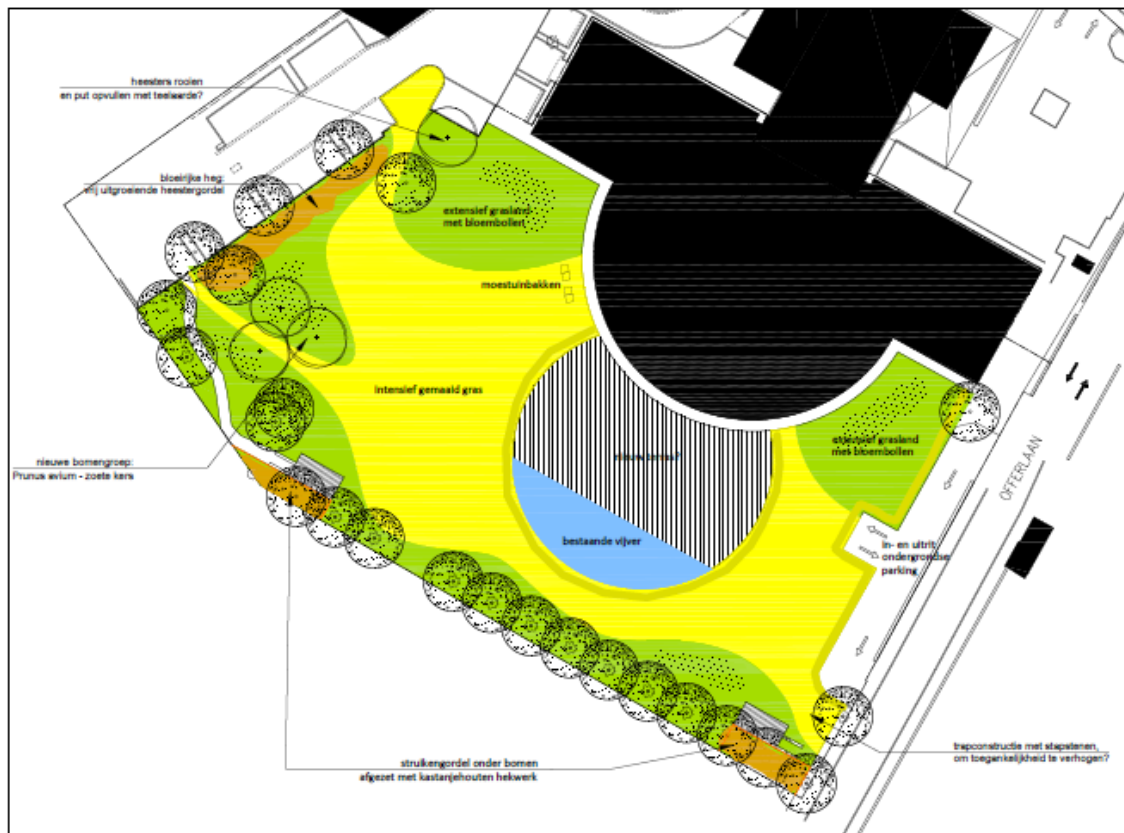 heesters rooien
en put opvullen met teelaarde?
bloeirijke heg:
vrij uitgroeiende heestergordel
extensief grasland
met bloembollen
moestuinbakken
intensief gemaaid gras
nieuw terras?
extensief grasland
met bloembollen
OFFERLAAN
nieuwe bomengroep:
Prunus avium - zoete kers
bestaande vijver
in- en uitrit
ondergrondse
parking
struikengordel onder bomen
afgezet met kastanjehouten hekwerk
trapconstructie met stapstenen,
om toegankelijkheid te verhogen?